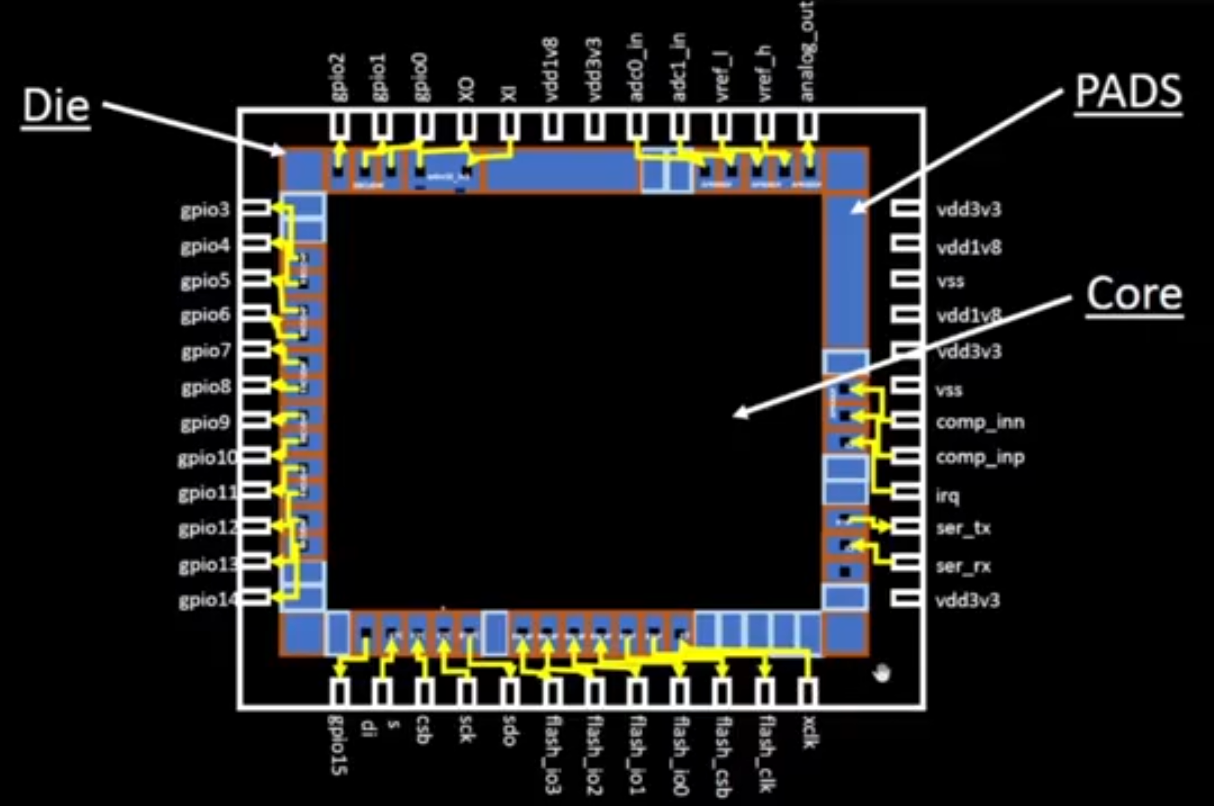 gpio2
gpio1
gpio0
XO
XI
vdd1v8
vdd3v3
adc0_in
adc1_in
vref_l
vref_h
analog_out
Die
PADS
Core
gpio3
gpio4
gpio5
gpio6
gpio7
gpio8
gpio9
gpio10
gpio11
gpio12
gpio13
gpio14
vdd3v3
vdd1v8
vss
vdd1v8
vdd3v3
vss
comp_inn
comp_inp
irq
ser_tx
ser_rx
vdd3v3
gpio15
di
s
csb
sck
sdo
flash_io3
flash_io2
flash_io1
flash_io0
flash_csb
flash_clk
xclk